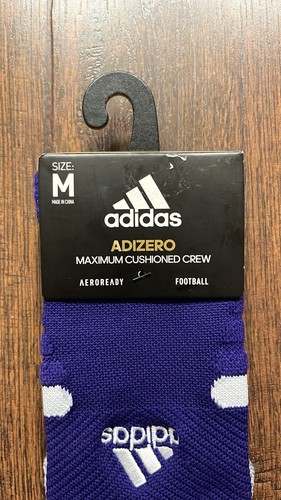 SIZE:
M
MADE IN CHINA
adidas
ADIZERO
MAXIMUM CUSHIONED CREW
AEROREADY
FOOTBALL
adidas